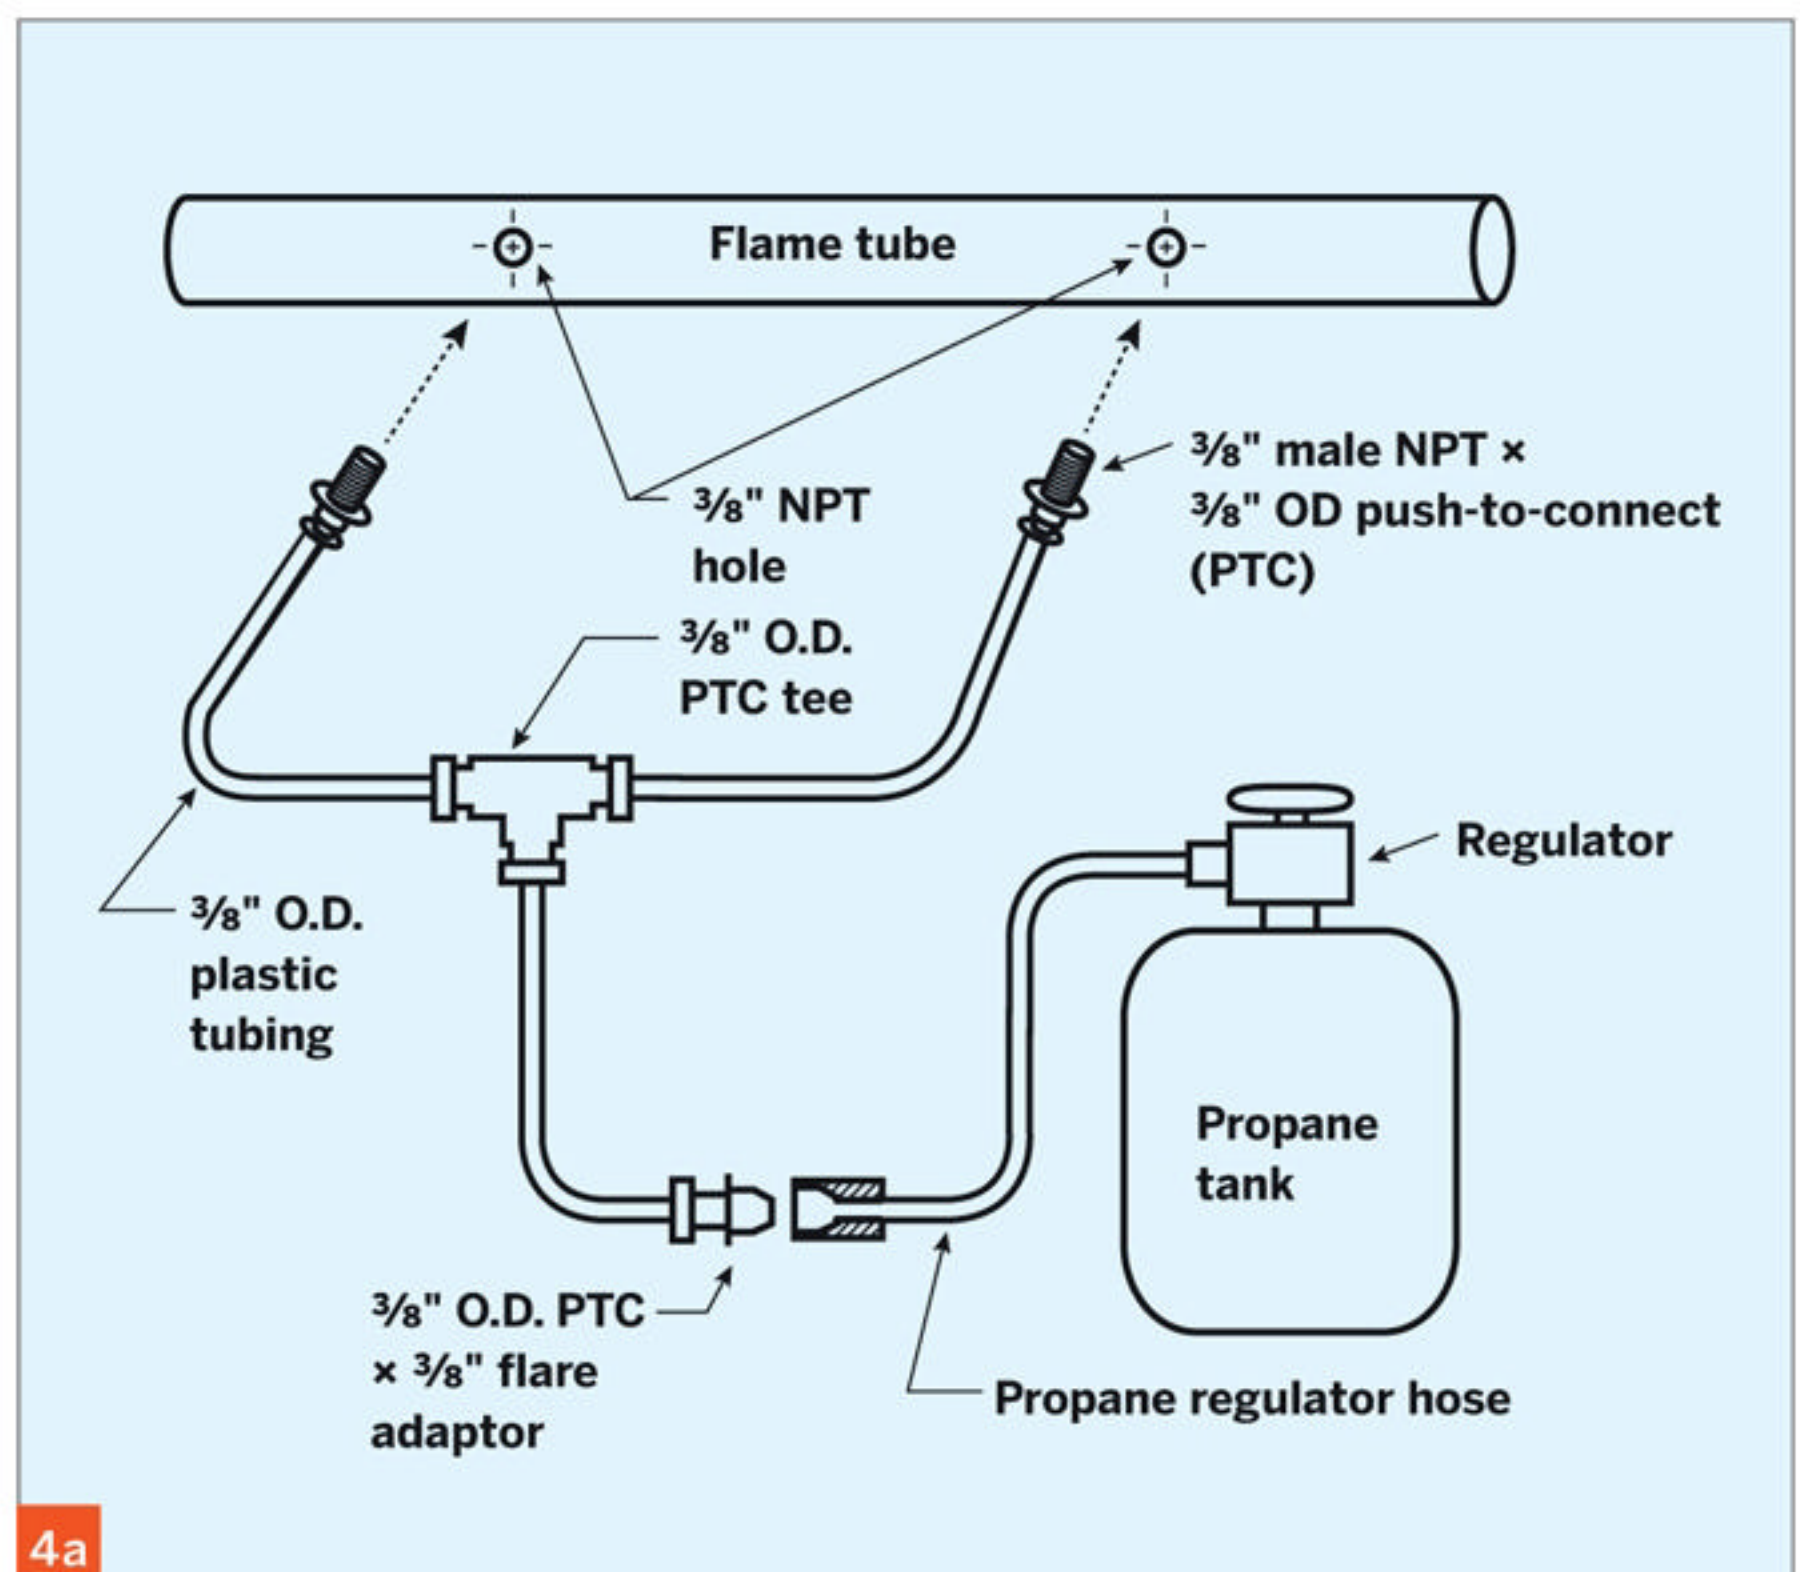 Flame tube
⅜" male NPT ×
⅜" OD push-to-connect
(PTC)
⅜" NPT
hole
⅜" O.D.
PTC tee
Regulator
⅜" O.D.
plastic
tubing
Propane
tank
⅜" O.D. PTC
× ⅜" flare
adaptor
Propane regulator hose
4a